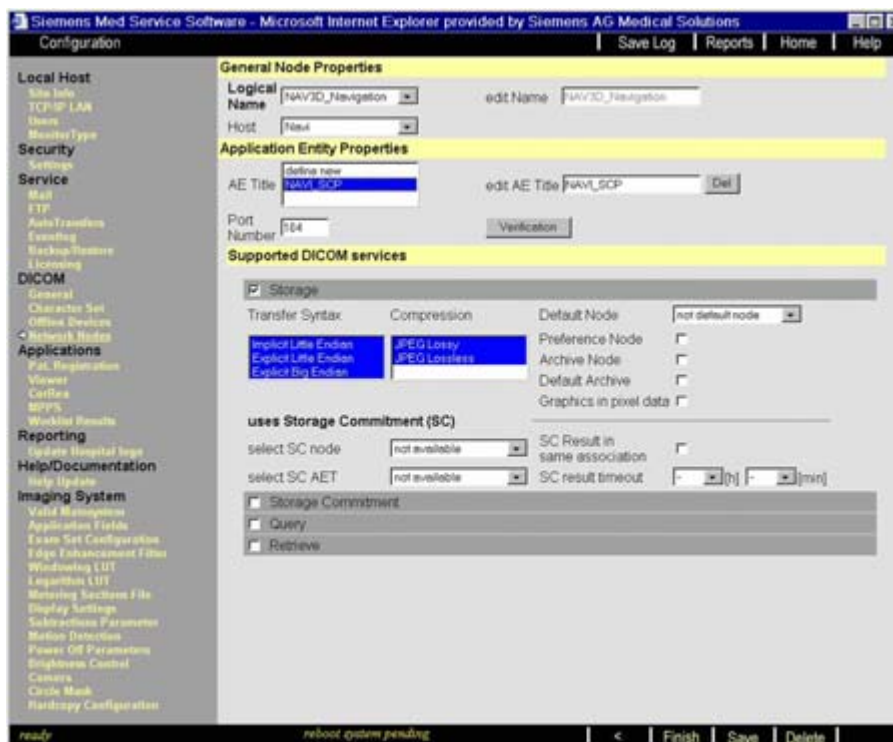 Siemens Med Service Software - Microsoft Internet Explorer provided by Siemens AG Medical Solutions
Configuration
Save Log
Reports
Home
Help
Local Host
Site Info
TCP/IP LAN
Users
MonitorType
Security
Settings
Service
Mail
FTP
AutoTransfers
Eventlog
Backup/Restore
Licensing
DICOM
General
Character Set
Offline Devices
Network Nodes
Applications
Pat. Registration
Viewer
CorRea
MPPS
Worklist Results
Reporting
Update Hospital logo
Help/Documentation
Help Update
Imaging System
Application Fields
Exam Set Configuration
Edge Enhancement Filter
Windowing LUT
Logarithm LUT
Metering Sections File
Display Settings
Subtractions Parameter
Motion Detection
Power Off Parameters
Brightness Control
Camera
Circle Mask
Hardcopy Configuration
General Node Properties
Logical Name
NAV3D_Navigation
edit Name
NAV3D_Navigation
Host
Navi
Application Entity Properties
AE Title
define new
NAVI_SCP
edit AE Title
NAVI_SCP
Del
Port Number
104
Verification
Supported DICOM services
Storage
Transfer Syntax
Compression
Default Node
not default node
Implicit Little Endian
Explicit Little Endian
Explicit Big Endian
JPEG Lossy
JPEG Lossless
Preference Node
Archive Node
Default Archive
Graphics in pixel data
uses Storage Commitment (SC)
select SC node
not available
SC Result in
same association
select SC AET
not available
SC result timeout
- [h] - [min]
Storage Commitment
Query
Retrieve
ready
reboot system pending
<
Finish
Save
Delete